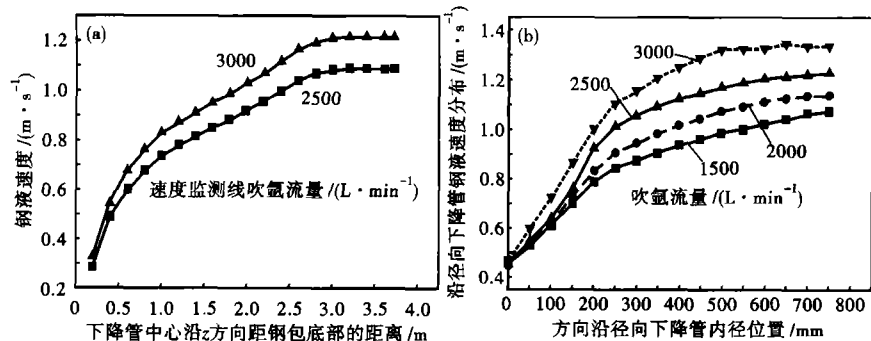 (a)
1.2
1.0
0.8
0.6
0.4
0.2
钢液速度 /(m·s⁻¹)
3000
2500
速度监测线吹氩流量 /(L·min⁻¹)
0 0.5 1.0 1.5 2.0 2.5 3.0 3.5 4.0
下降管中心沿z方向距钢包底部的距离 /m
(b)
1.4
1.2
1.0
0.8
0.6
0.4
沿径向下降管钢液速度分布 /(m·s⁻¹)
3000
2500
2000
1500
吹氩流量 /(L·min⁻¹)
0 100 200 300 400 500 600 700 800
方向沿径向下降管内径位置 /mm